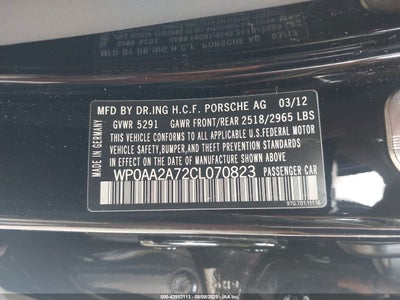 MFD BY DR.ING H.C.F. PORSCHE AG 03/12
GVWR 5291 GAWR FRONT/REAR 2518/2965 LBS
THIS VEHICLE CONFORMS TO ALL APPLICABLE U.S.FEDERAL MOTOR
VEHICLE SAFETY, BUMPER, AND THEFT PREVENTION STANDARDS
IN EFFECT ON THE DATE OF MANUFACTURE SHOWN ABOVE
WP0AA2A72CL070823 PASSENGER CAR
MADE IN GERMANY